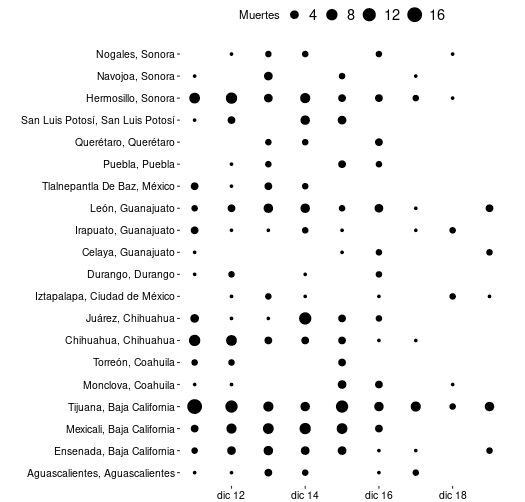 Muertes 4 8 12 16
Nogales, Sonora
Navojoa, Sonora
Hermosillo, Sonora
San Luis Potosí, San Luis Potosí
Querétaro, Querétaro
Puebla, Puebla
Tlalnepantla De Baz, México
León, Guanajuato
Irapuato, Guanajuato
Celaya, Guanajuato
Durango, Durango
Iztapalapa, Ciudad de México
Juárez, Chihuahua
Chihuahua, Chihuahua
Torreón, Coahuila
Monclova, Coahuila
Tijuana, Baja California
Mexicali, Baja California
Ensenada, Baja California
Aguascalientes, Aguascalientes
dic 12 dic 14 dic 16 dic 18